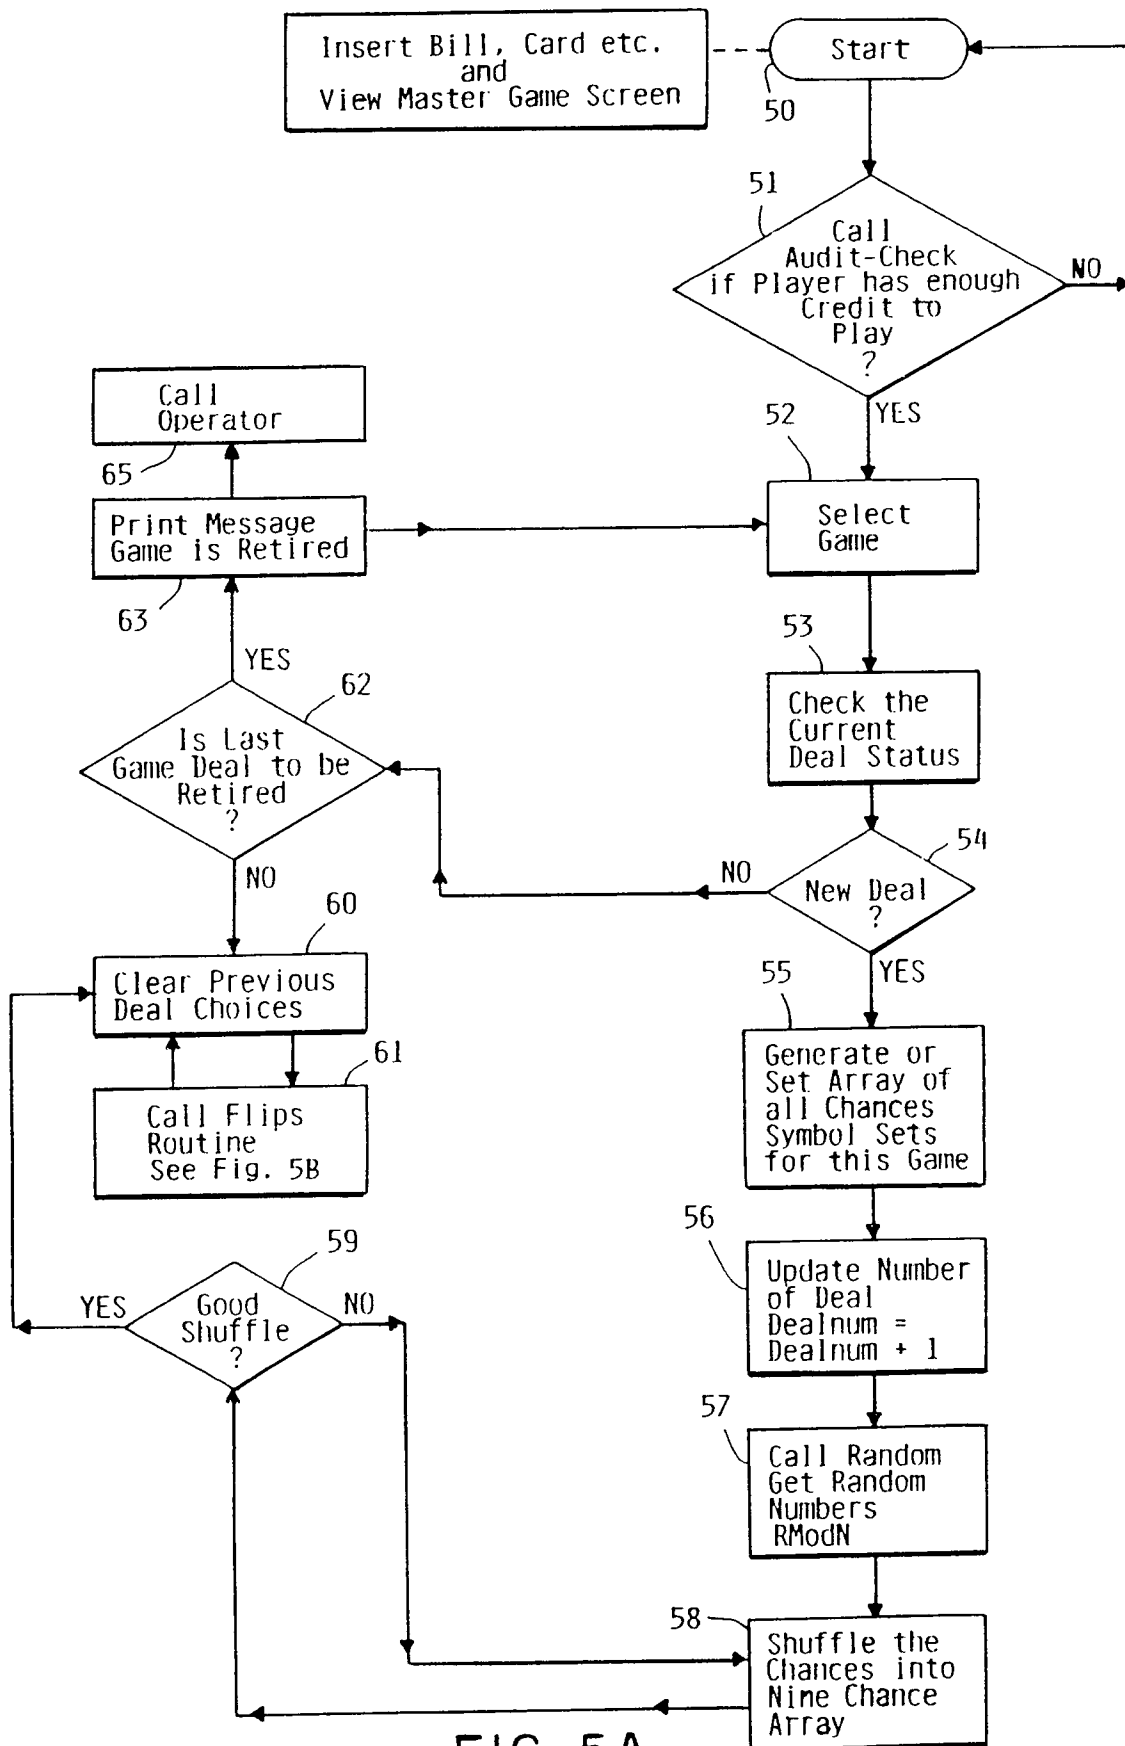 Insert Bill, Card etc.
and
View Master Game Screen
Start
50
51
Call
Audit-Check
if Player has enough
Credit to
Play
?
NO
YES
Call
Operator
65
52
Print Message
Game is Retired
63
Select
Game
53
YES
62
Check the
Current
Deal Status
Is Last
Game Deal to be
Retired
?
NO
54
New Deal
?
NO
YES
60
Clear Previous
Deal Choices
61
Call Flips
Routine
See Fig. 5B
55
Generate or
Set Array of
all Chances
Symbol Sets
for this Game
56
Update Number
of Deal
Dealnum =
Dealnum + 1
59
YES
Good
Shuffle
?
NO
57
Call Random
Get Random
Numbers
RModN
58
Shuffle the
Chances into
Nine Chance
Array
FIG. 5A